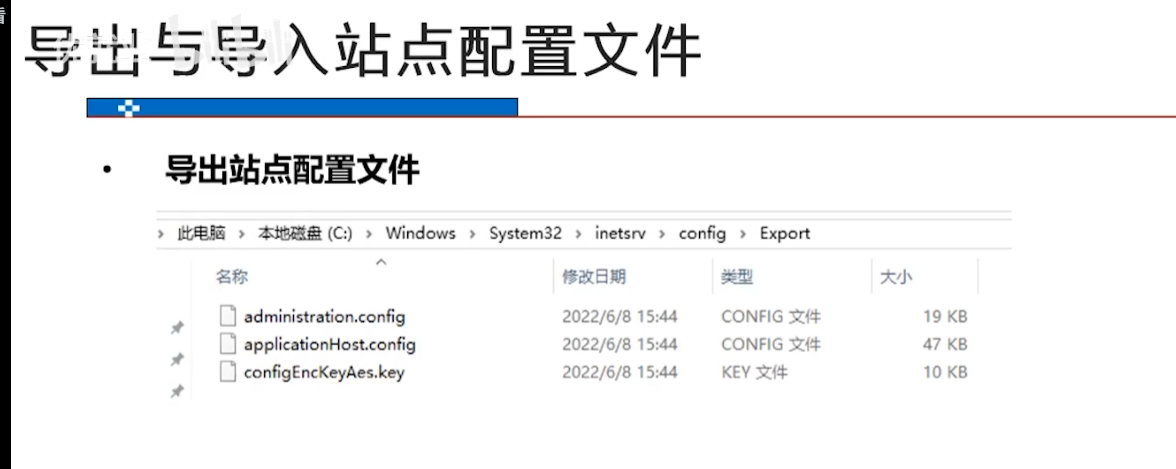 看
导出与导入站点配置文件
• 导出站点配置文件
› 此电脑 › 本地磁盘 (C:) › Windows › System32 › inetsrv › config › Export
名称 修改日期 类型 大小
administration.config 2022/6/8 15:44 CONFIG 文件 19 KB
applicationHost.config 2022/6/8 15:44 CONFIG 文件 47 KB
configEncKeyAes.key 2022/6/8 15:44 KEY 文件 10 KB